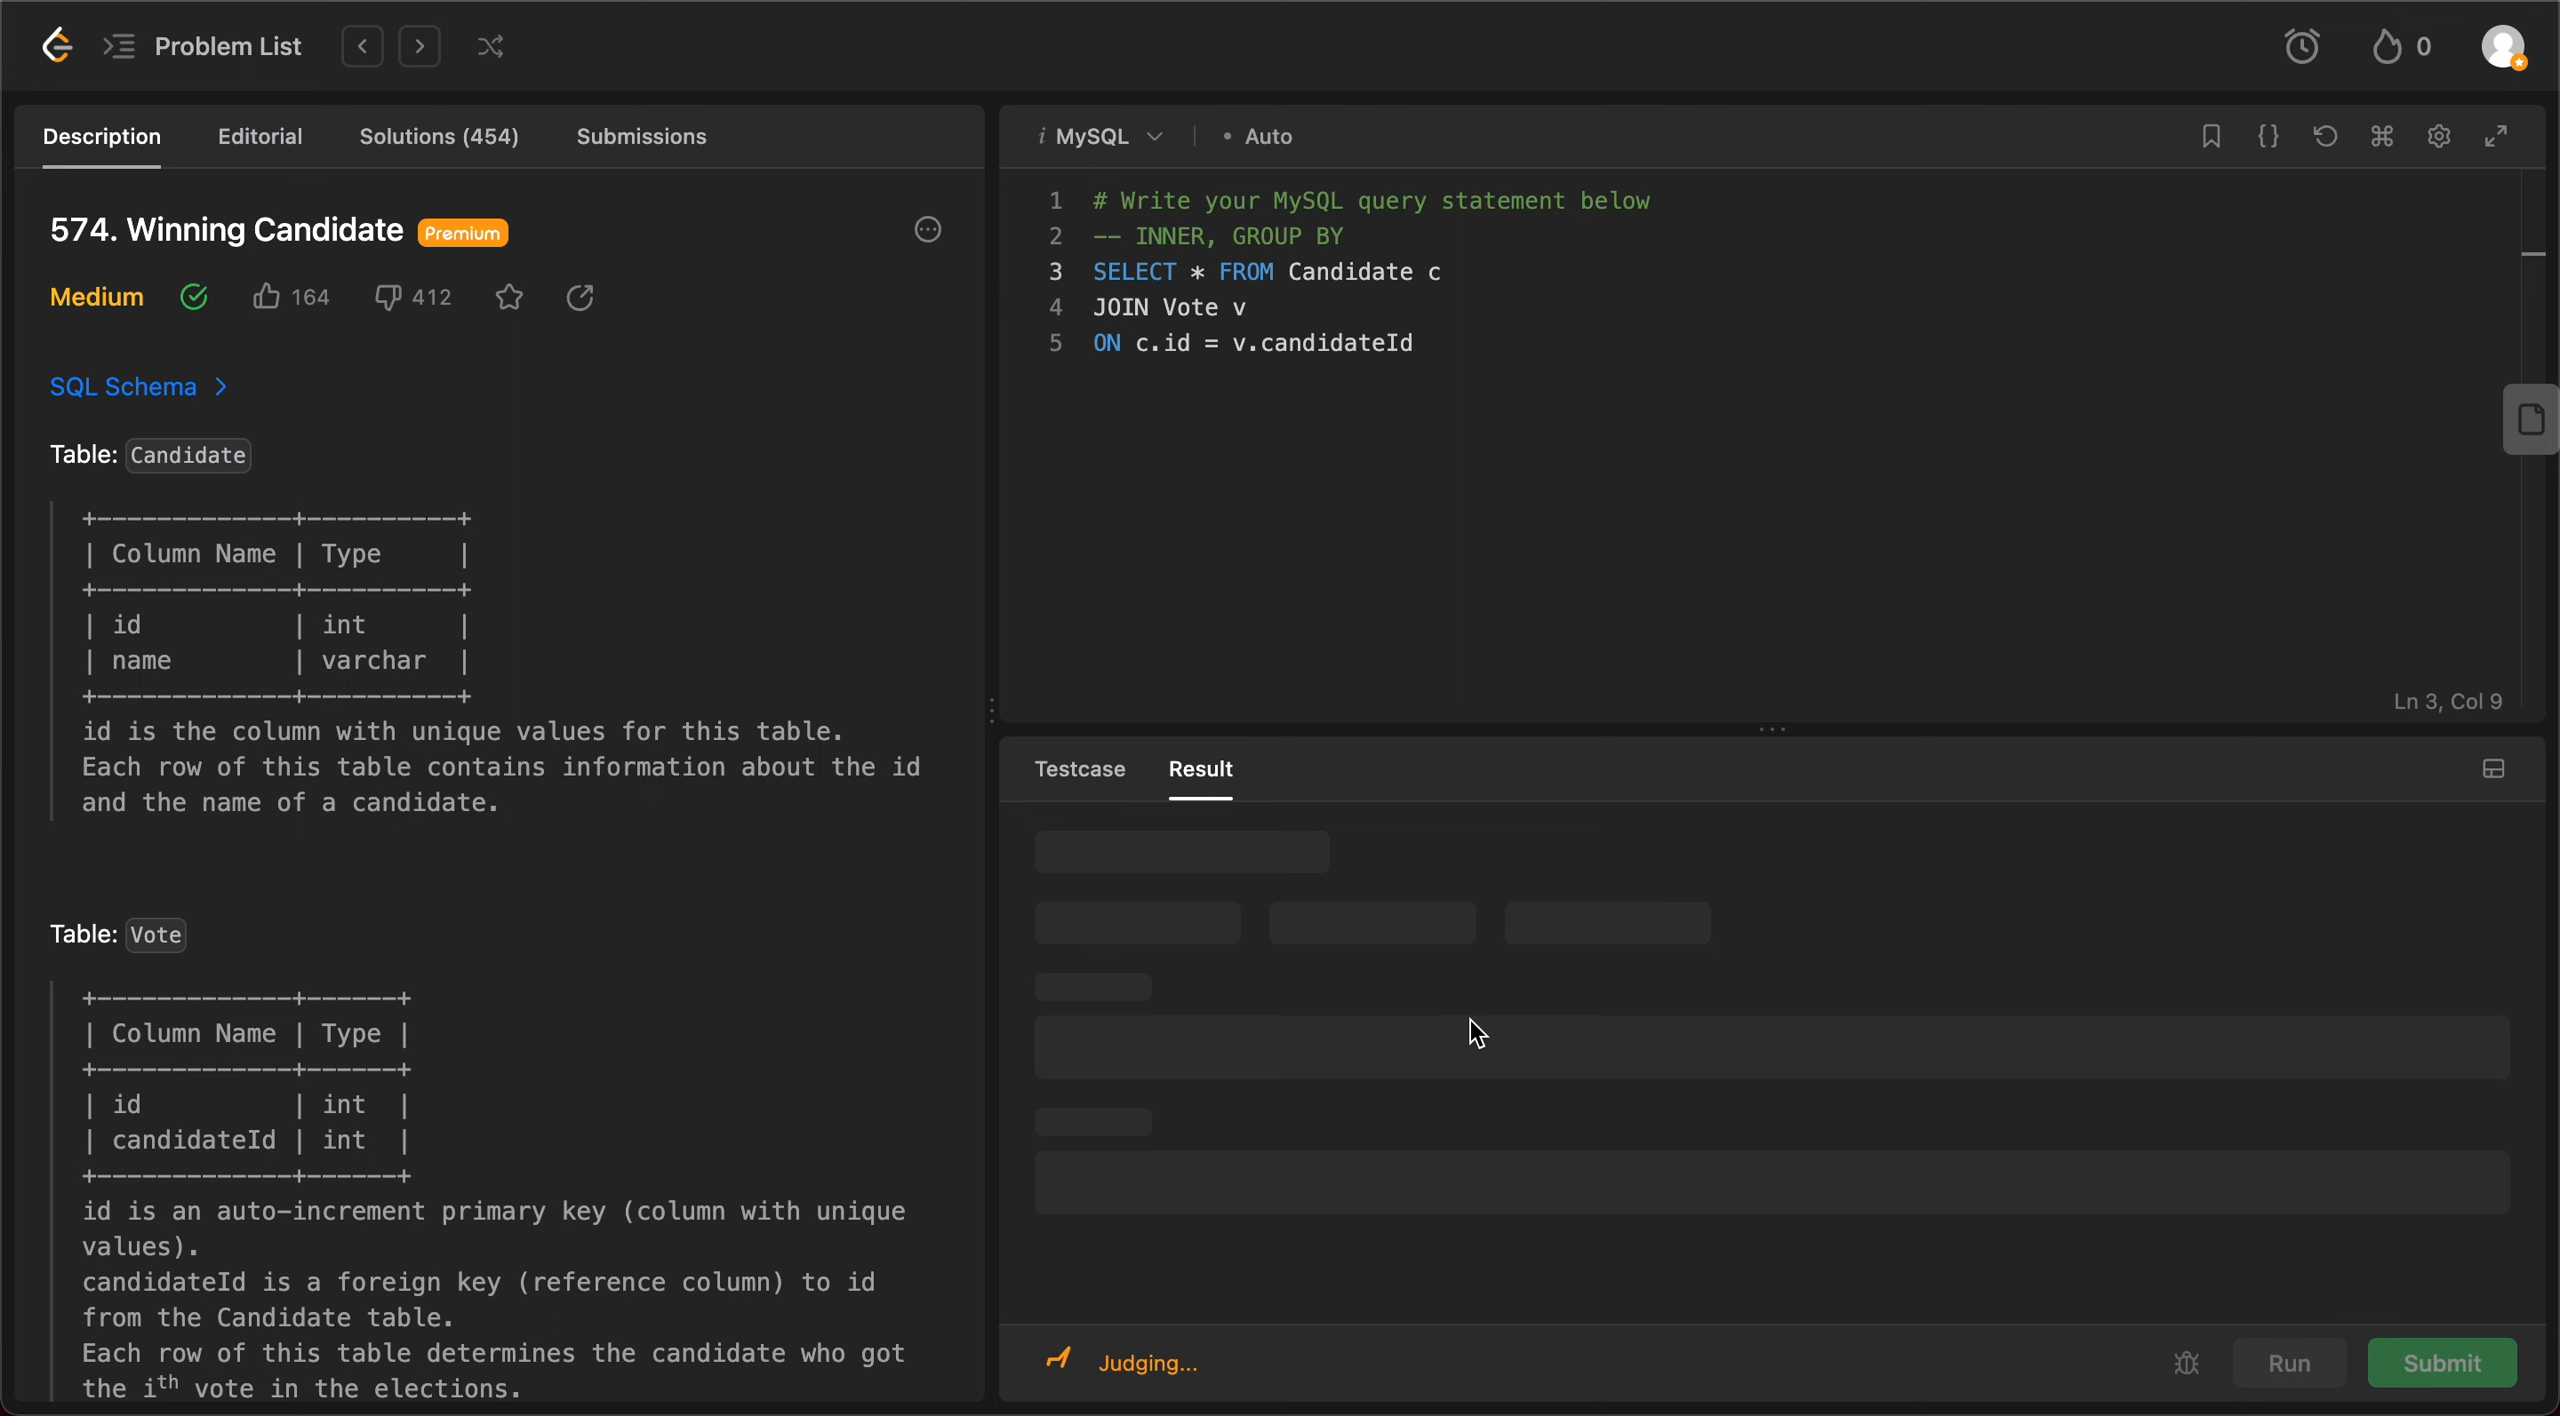 Problem List
0
Description Editorial Solutions (454) Submissions
574. Winning Candidate Premium
Medium 164 412
SQL Schema
Table: Candidate
+-------------+----------+
| Column Name | Type     |
+-------------+----------+
| id          | int      |
| name        | varchar  |
+-------------+----------+
id is the column with unique values for this table.
Each row of this table contains information about the id
and the name of a candidate.
Table: Vote
+-------------+------+
| Column Name | Type |
+-------------+------+
| id          | int  |
| candidateId | int  |
+-------------+------+
id is an auto-increment primary key (column with unique
values).
candidateId is a foreign key (reference column) to id
from the Candidate table.
Each row of this table determines the candidate who got
the ith vote in the elections.
i MySQL • Auto
1 # Write your MySQL query statement below
2 -- INNER, GROUP BY
3 SELECT * FROM Candidate c
4 JOIN Vote v
5 ON c.id = v.candidateId
Ln 3, Col 9
Testcase Result
Judging...
Run Submit